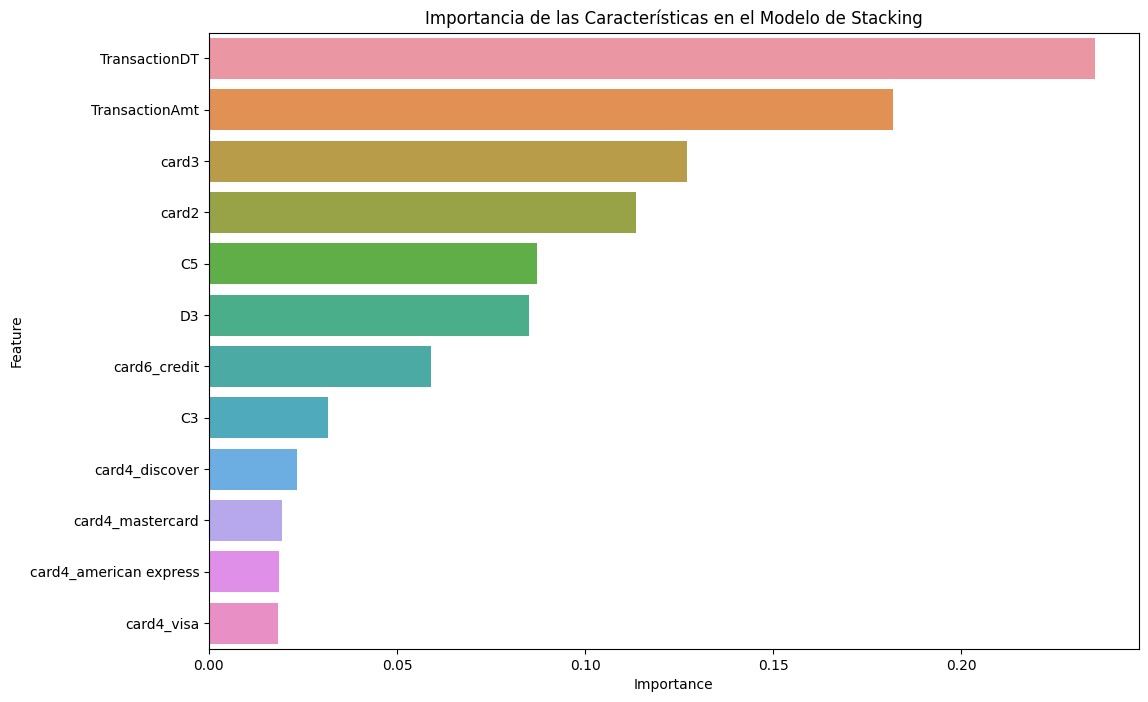 Importancia de las Características en el Modelo de Stacking
TransactionDT
TransactionAmt
card3
card2
C5
D3
card6_credit
C3
card4_discover
card4_mastercard
card4_american express
card4_visa
Feature
0.00 0.05 0.10 0.15 0.20
Importance